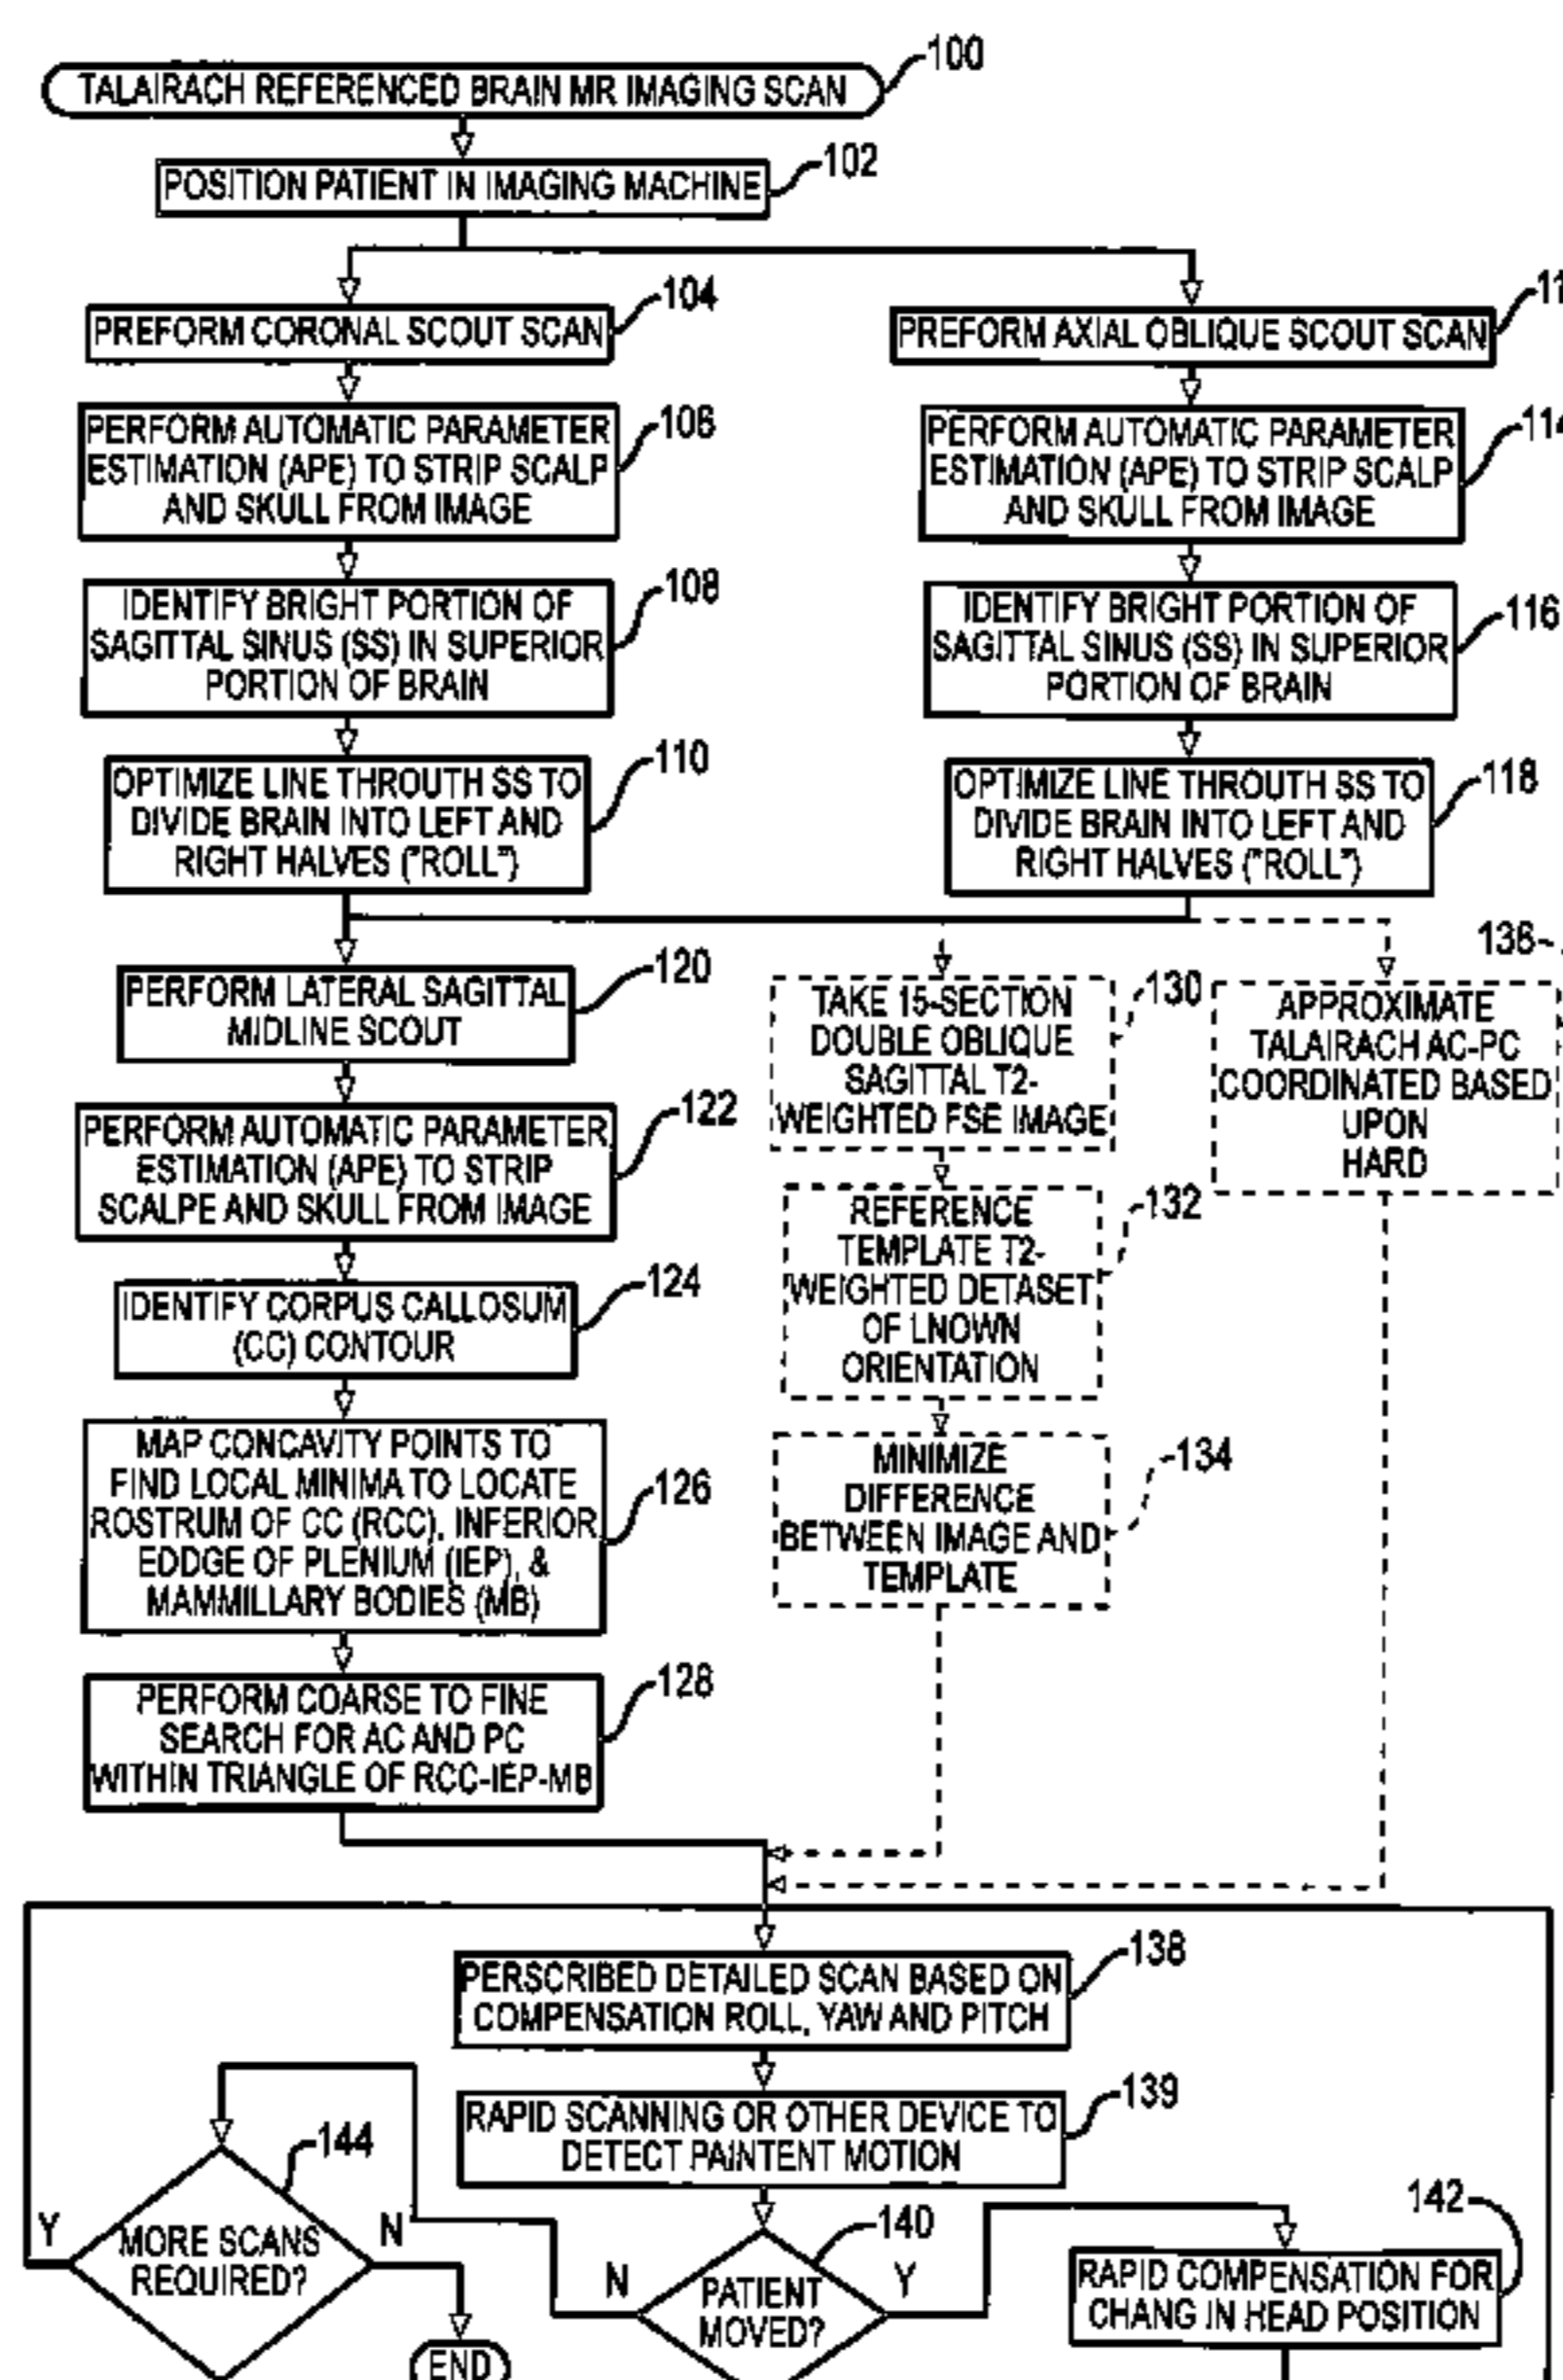 100
TALAIRACH REFERENCED BRAIN MR IMAGING SCAN
102
POSITION PATIENT IN IMAGING MACHINE
104
PREFORM CORONAL SCOUT SCAN
106
PERFORM AUTOMATIC PARAMETER
ESTIMATION (APE) TO STRIP SCALP
AND SKULL FROM IMAGE
108
IDENTIFY BRIGHT PORTION OF
SAGITTAL SINUS (SS) IN SUPERIOR
PORTION OF BRAIN
110
OPTIMIZE LINE THROUTH SS TO
DIVIDE BRAIN INTO LEFT AND
RIGHT HALVES ("ROLL")
11
PREFORM AXIAL OBLIQUE SCOUT SCAN
114
PERFORM AUTOMATIC PARAMETER
ESTIMATION (APE) TO STRIP SCALP
AND SKULL FROM IMAGE
116
IDENTIFY BRIGHT PORTION OF
SAGITTAL SINUS (SS) IN SUPERIOR
PORTION OF BRAIN
118
OPTIMIZE LINE THROUTH SS TO
DIVIDE BRAIN INTO LEFT AND
RIGHT HALVES ("ROLL")
120
PERFORM LATERAL SAGITTAL
MIDLINE SCOUT
122
PERFORM AUTOMATIC PARAMETER
ESTIMATION (APE) TO STRIP
SCALPE AND SKULL FROM IMAGE
124
IDENTIFY CORPUS CALLOSUM
(CC) CONTOUR
126
MAP CONCAVITY POINTS TO
FIND LOCAL MINIMA TO LOCATE
ROSTRUM OF CC (RCC), INFERIOR
EDDGE OF PLENIUM (IEP), &
MAMMILLARY BODIES (MB)
128
PERFORM COARSE TO FINE
SEARCH FOR AC AND PC
WITHIN TRIANGLE OF RCC-IEP-MB
130
TAKE 15-SECTION
DOUBLE OBLIQUE
SAGITTAL T2-
WEIGHTED FSE IMAGE
132
REFERENCE
TEMPLATE T2-
WEIGHTED DETASET
OF LNOWN
ORIENTATION
134
MINIMIZE
DIFFERENCE
BETWEEN IMAGE AND
TEMPLATE
136
APPROXIMATE
TALAIRACH AC-PC
COORDINATED BASED
UPON
HARD
138
PERSCRIBED DETAILED SCAN BASED ON
COMPENSATION ROLL, YAW AND PITCH
139
RAPID SCANNING OR OTHER DEVICE TO
DETECT PAINTENT MOTION
144
Y
MORE SCANS
REQUIRED?
N
END
140
N
PATIENT
MOVED?
Y
142
RAPID COMPENSATION FOR
CHANG IN HEAD POSITION